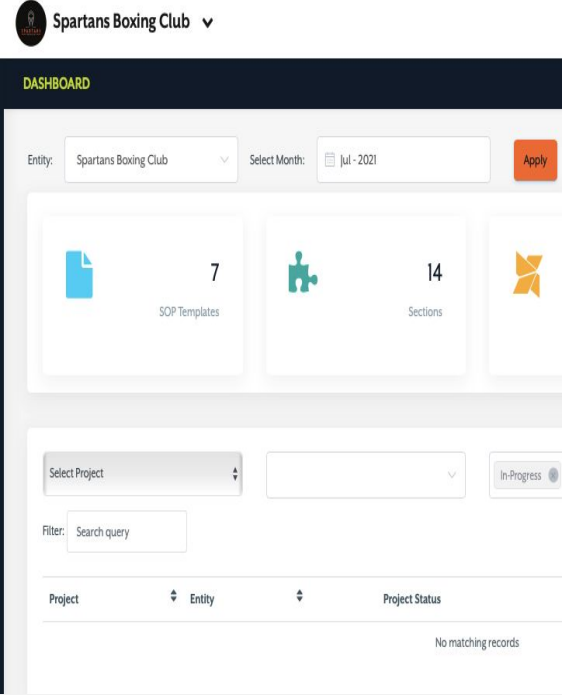 Spartans Boxing Club
DASHBOARD
Entity: Spartans Boxing Club Select Month: Jul - 2021 Apply
7 14
SOP Templates Sections
Select Project In-Progress
Filter: Search query
Project Entity Project Status
No matching records